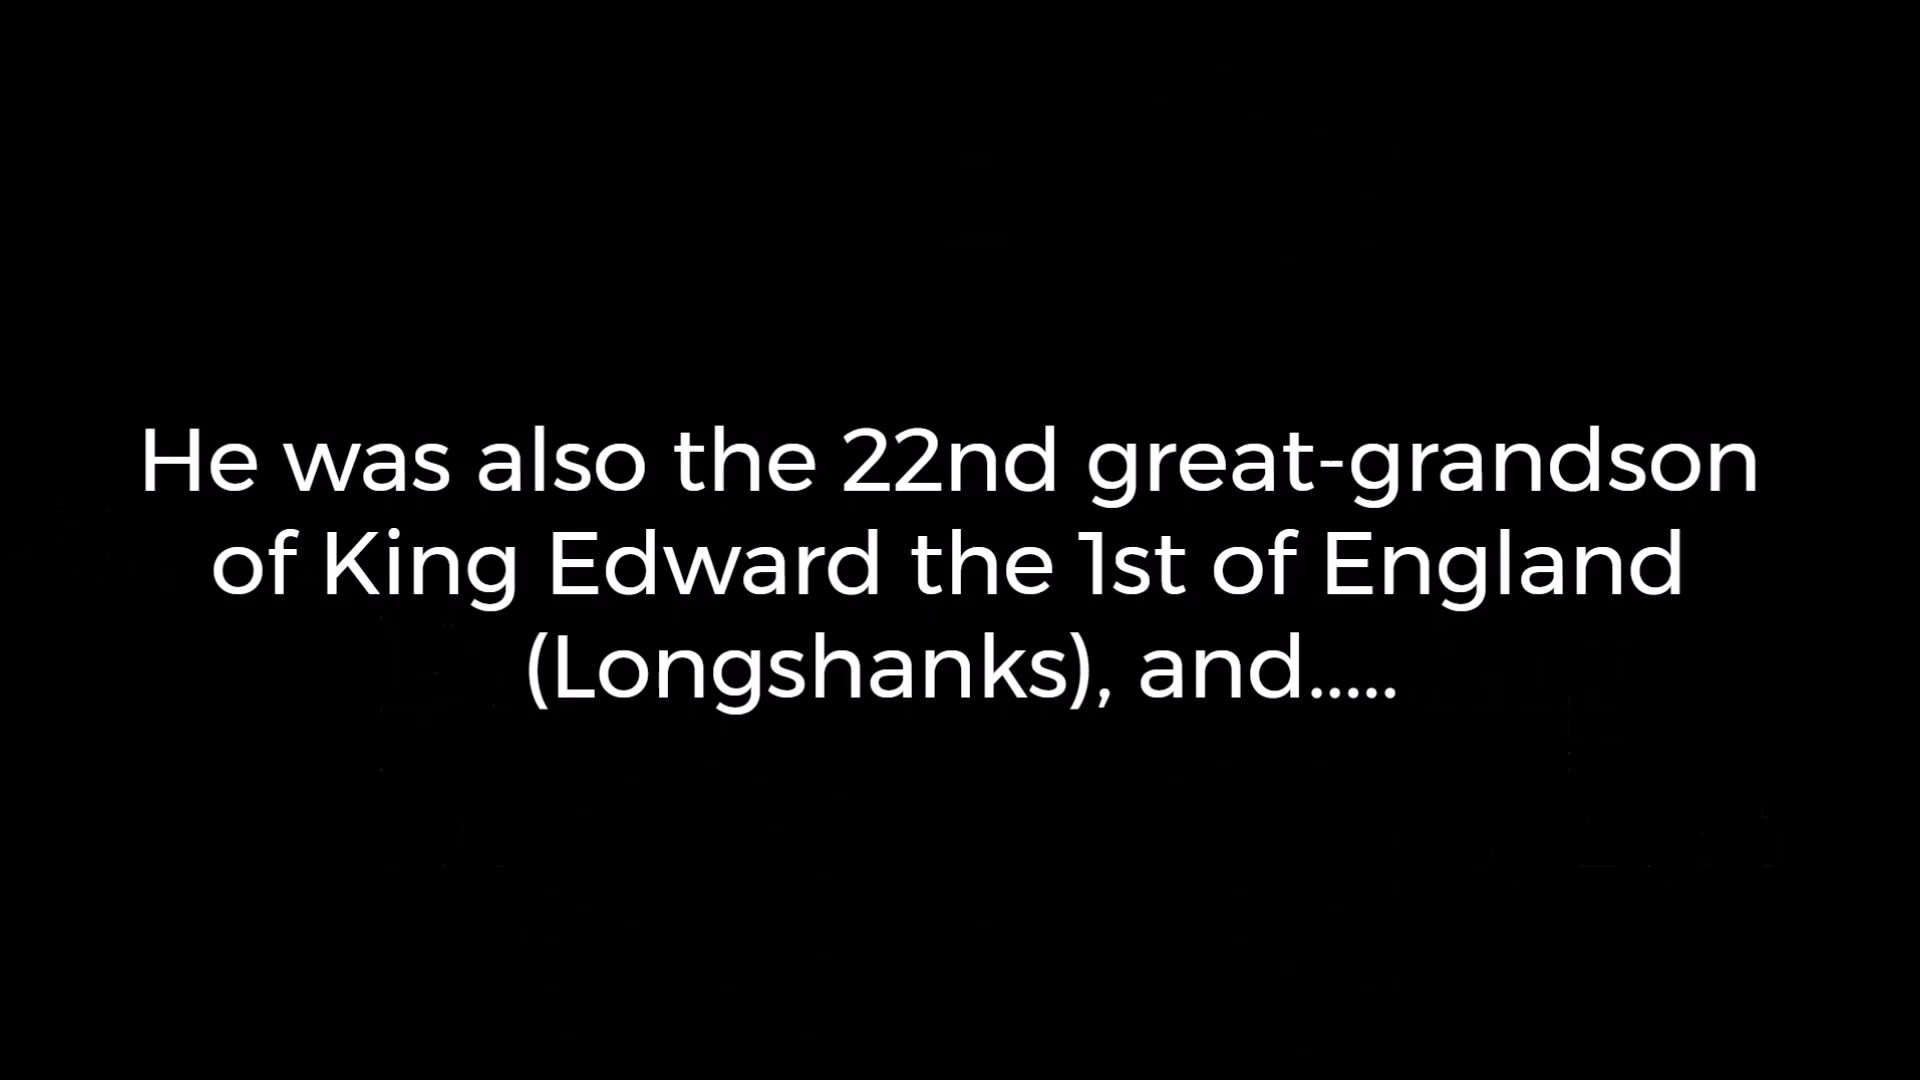 He was also the 22nd great-grandson
of King Edward the 1st of England
(Longshanks), and.....